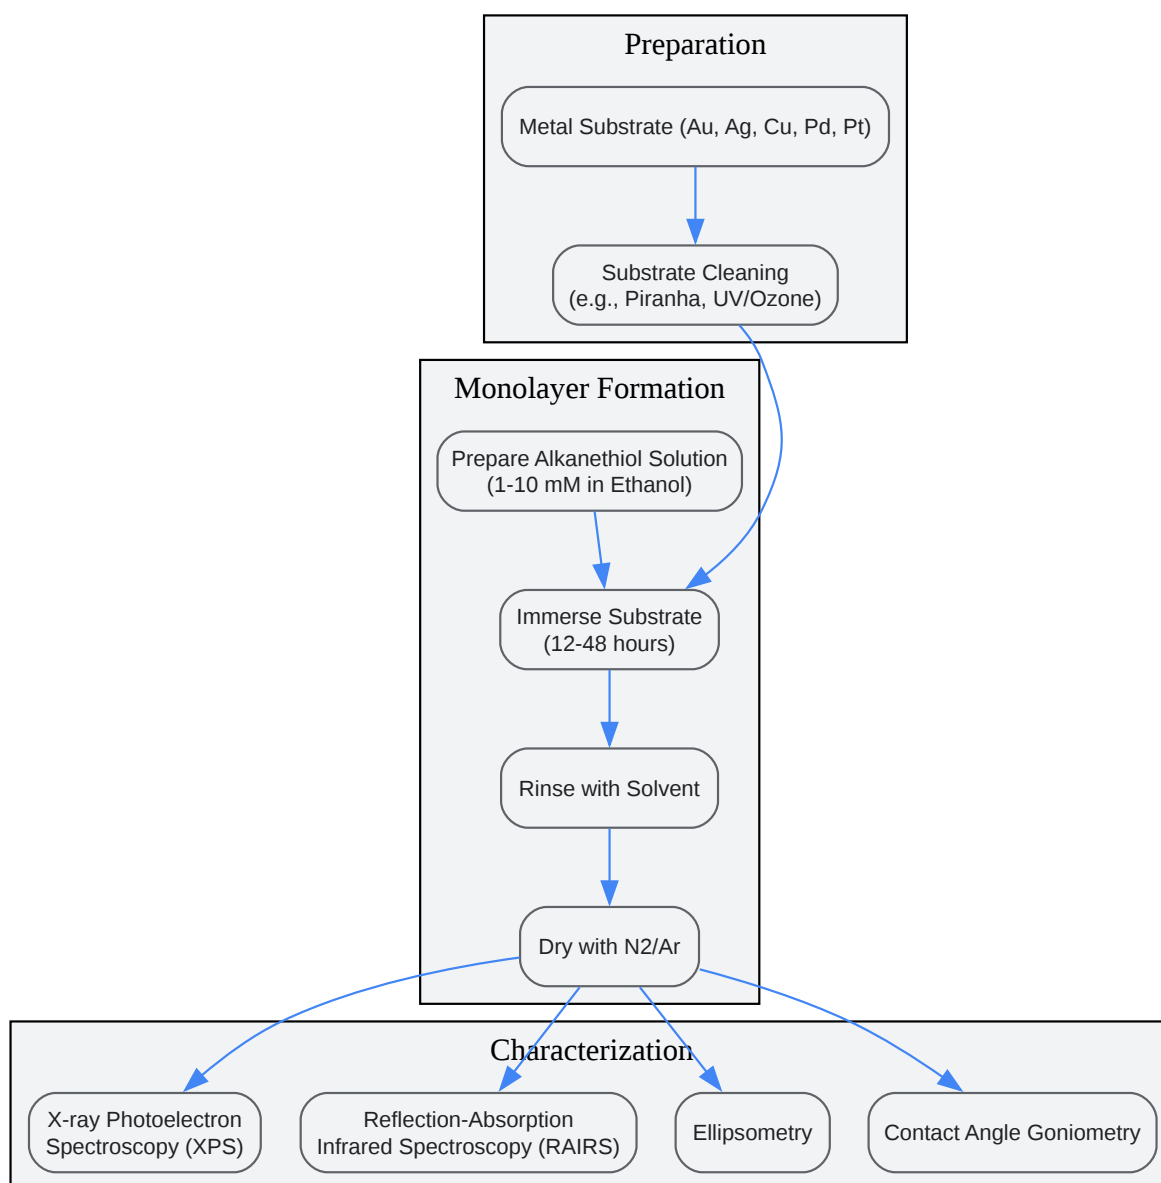 Preparation
Metal Substrate (Au, Ag, Cu, Pd, Pt)
Substrate Cleaning
(e.g., Piranha, UV/Ozone)
Monolayer Formation
Prepare Alkanethiol Solution
(1-10 mM in Ethanol)
Immerse Substrate
(12-48 hours)
Rinse with Solvent
Dry with N2/Ar
Characterization
X-ray Photoelectron
Spectroscopy (XPS)
Reflection-Absorption
Infrared Spectroscopy (RAIRS)
Ellipsometry
Contact Angle Goniometry